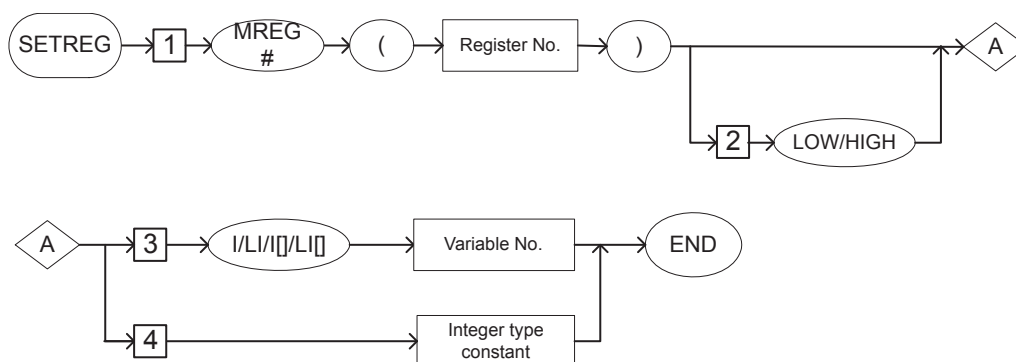 SETREG
1
MREG
#
(
Register No.
)
A
2
LOW/HIGH
A
3
I/LI/I[]/LI[]
Variable No.
END
4
Integer type
constant